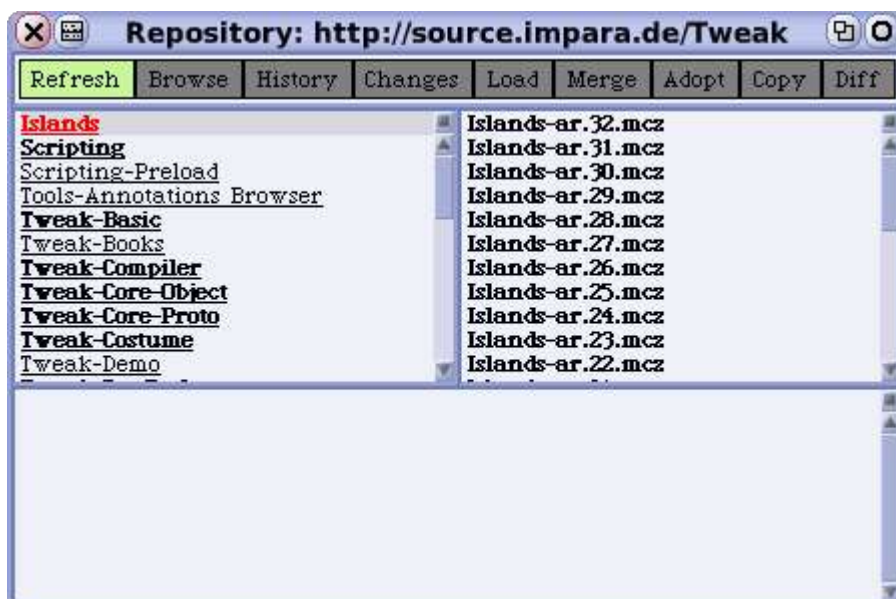 Repository: http://source.impara.de/Tweak
Refresh Browse History Changes Load Merge Adopt Copy Diff
Islands
Scripting
Scripting-Preload
Tools-Annotations Browser
Tweak-Basic
Tweak-Books
Tweak-Compiler
Tweak-Core-Object
Tweak-Core-Proto
Tweak-Costume
Tweak-Demo
Islands-ar.32.mcz
Islands-ar.31.mcz
Islands-ar.30.mcz
Islands-ar.29.mcz
Islands-ar.28.mcz
Islands-ar.27.mcz
Islands-ar.26.mcz
Islands-ar.25.mcz
Islands-ar.24.mcz
Islands-ar.23.mcz
Islands-ar.22.mcz